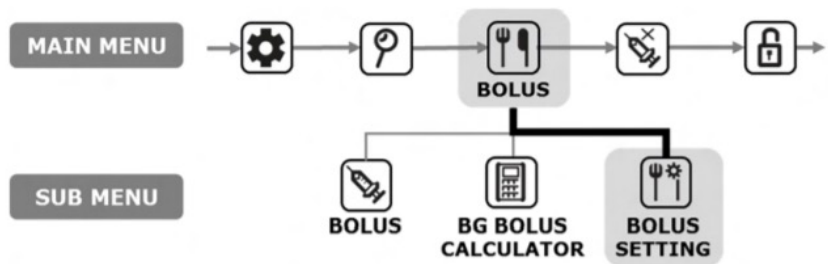 MAIN MENU
BOLUS
SUB MENU
BOLUS
BG BOLUS
CALCULATOR
BOLUS
SETTING